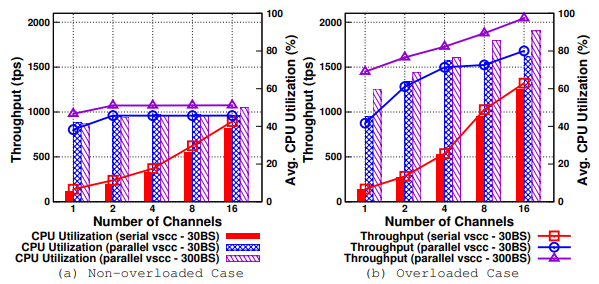 2000
1500
1000
500
0
Throughput (tps)
100
80
60
40
20
0
Avg. CPU Utilization (%)
1 2 4 8 16
Number of Channels
2000
1500
1000
500
0
Throughput (tps)
100
80
60
40
20
0
Avg. CPU Utilization (%)
1 2 4 8 16
Number of Channels
CPU Utilization (serial vscc - 30BS)
CPU Utilization (parallel vscc - 30BS)
CPU Utilization (parallel vscc - 300BS)
Throughput (serial vscc - 30BS)
Throughput (parallel vscc - 30BS)
Throughput (parallel vscc - 300BS)
(a) Non-overloaded Case
(b) Overloaded Case